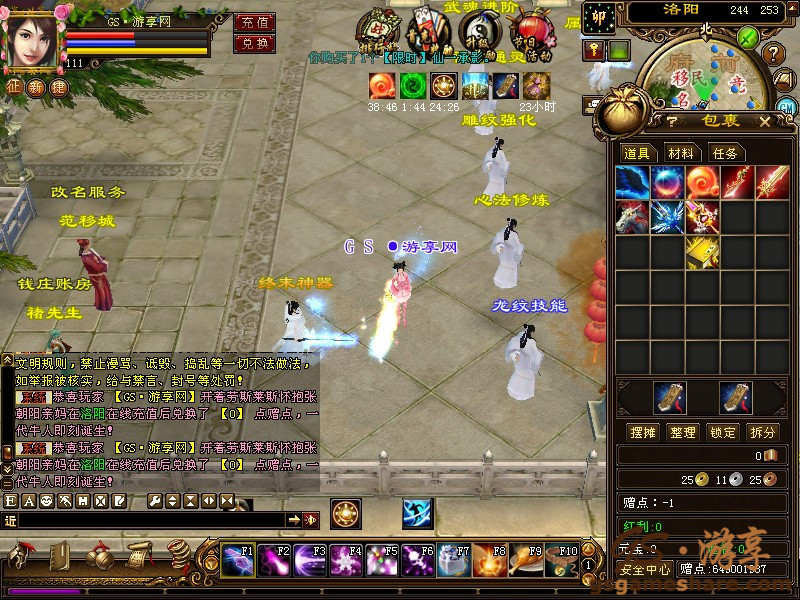 GS·游享网
111
充值
兑换
征 新 捷
武魂进阶
你购买了1个【限时】仙一承影。
38:46 1:44 24:26 23小时
洛阳 244 253
北
移民
包裹
道具 材料 任务
雕纹强化
心法修炼
改名服务
范移城
GS●游享网
钱庄账房
褚先生
终末神器
龙纹技能
文明规则，禁止漫骂、诋毁、捣乱等一切不法做法，
如举报被核实，给与禁言、封号等处罚！
系统 恭喜玩家 【GS·游享网】开着劳斯莱斯怀抱张
朝阳亲妈在洛阳在线充值后兑换了 【0】 点赠点，一
代牛人即刻诞生！
系统 恭喜玩家 【GS·游享网】开着劳斯莱斯怀抱张
朝阳亲妈在洛阳在线充值后兑换了 【0】 点赠点，一
代牛人即刻诞生！
近
F1 F2 F3 F4 F5 F6 F7 F8 F9 F10
1
摆摊 整理 锁定 拆分
0
25 11 25
赠点：-1
红利:0
元宝:0
安全中心 赠点:
GS·游享
gsgameshare.com